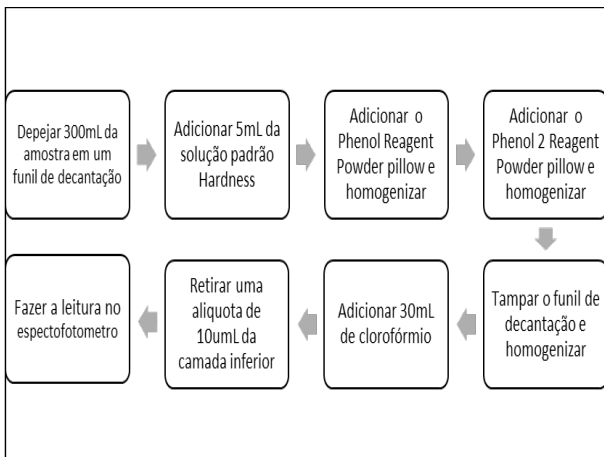 Depejar 300mL da
amostra em um
funil de decantação
Adicionar 5mL da
solução padrão
Hardness
Adicionar o
Phenol Reagent
Powder pillow e
homogenizar
Adicionar o
Phenol 2 Reagent
Powder pillow e
homogenizar
Tampar o funil de
decantação e
homogenizar
Adicionar 30mL
de clorofórmio
Retirar uma
aliquota de
10umL da
camada inferior
Fazer a leitura no
espectofotometro